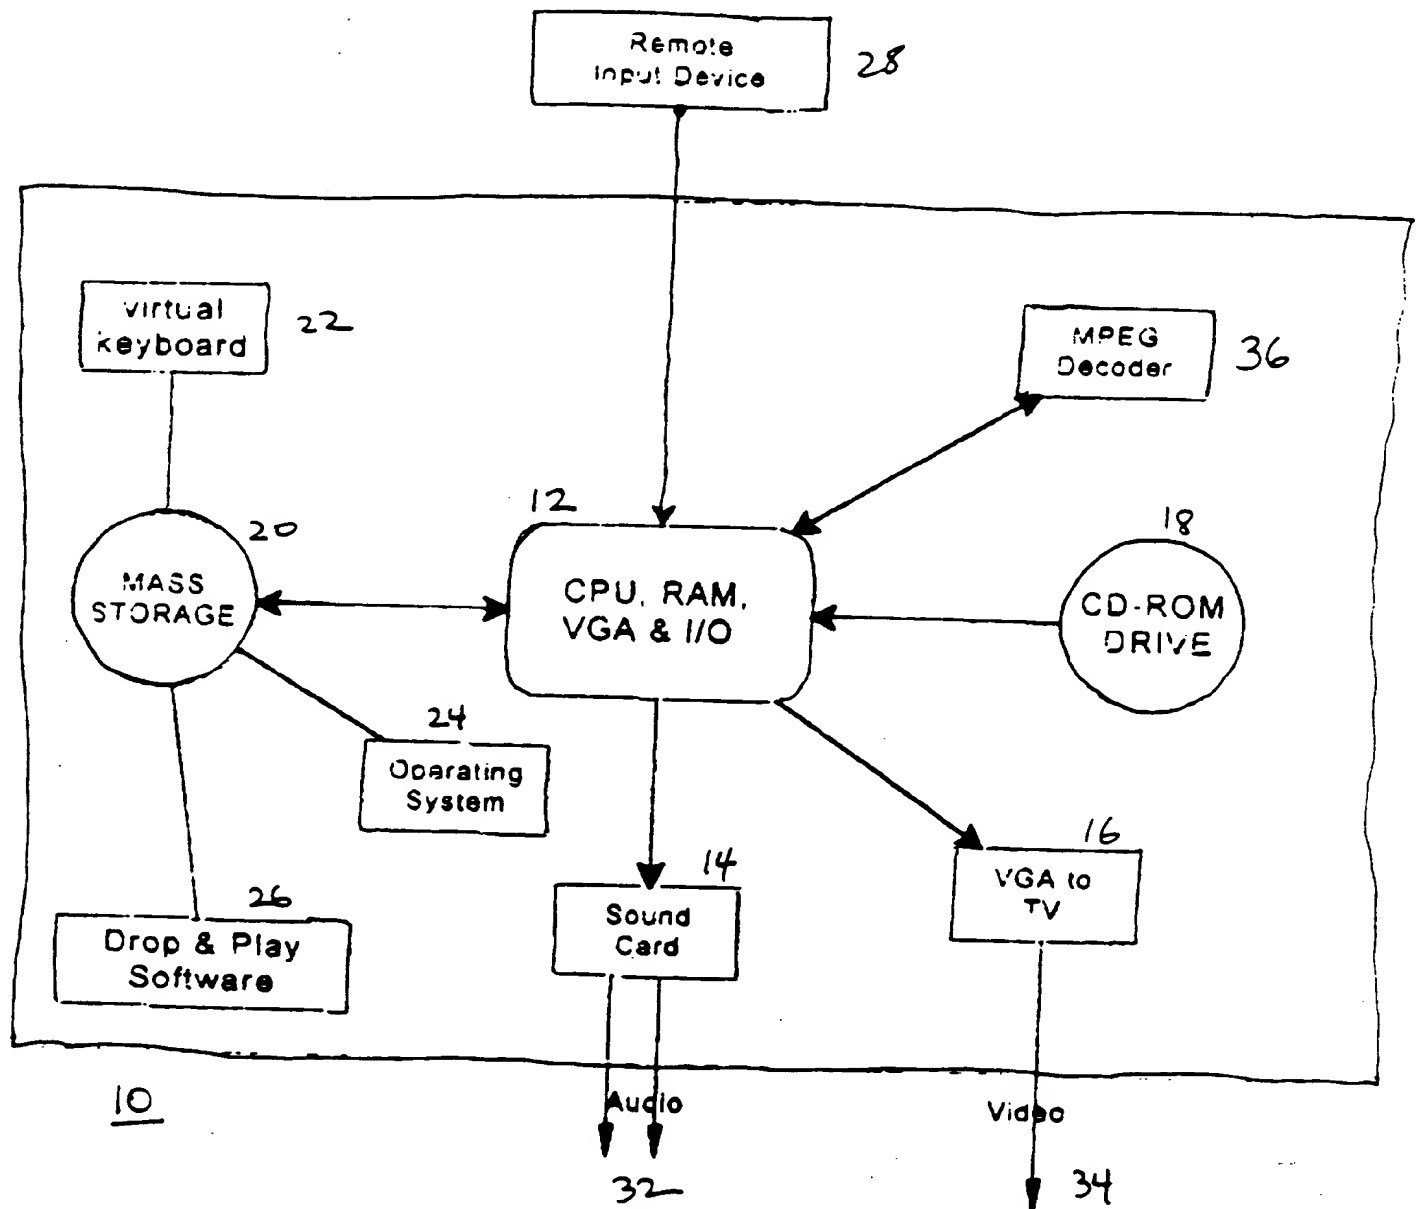 Remote
Input Device
28
virtual
keyboard
22
MPEG
Decoder
36
12
18
20
MASS
STORAGE
CPU, RAM,
VGA & I/O
CD-ROM
DRIVE
24
Operating
System
16
14
VGA to
TV
26
Sound
Card
Drop & Play
Software
10
Audio
Video
32
34